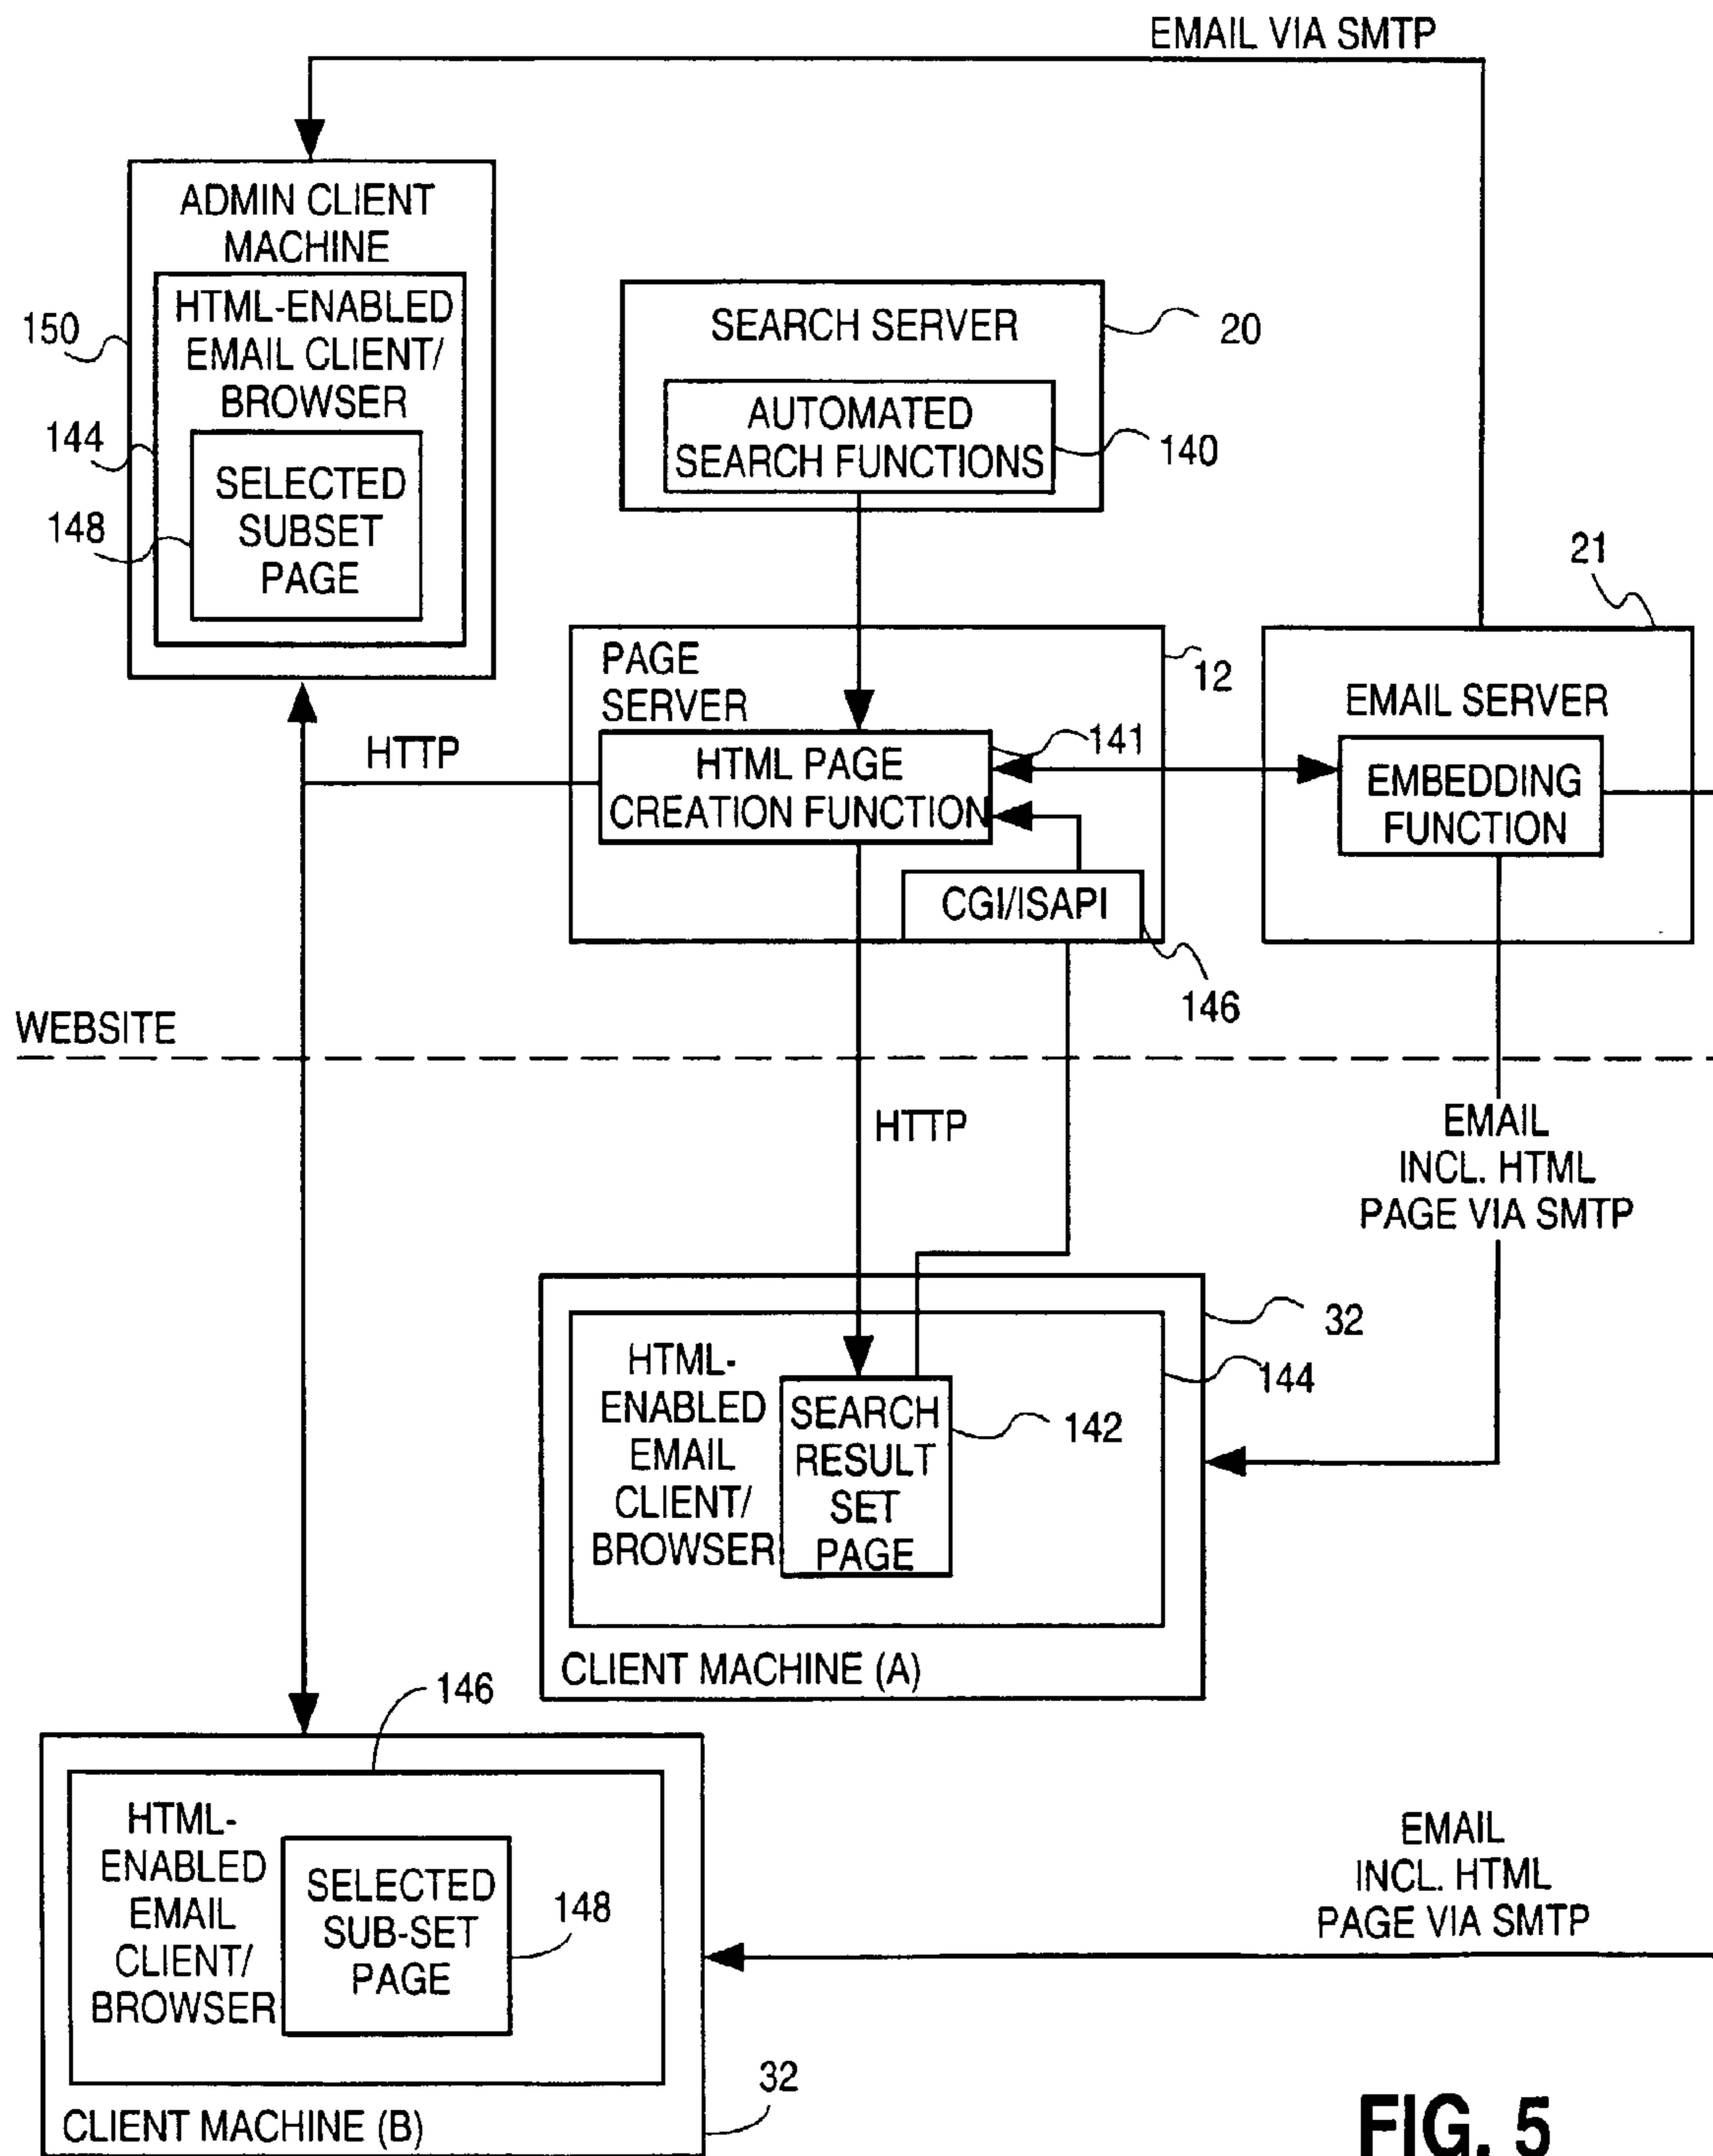 EMAIL VIA SMTP
ADMIN CLIENT
MACHINE
HTML-ENABLED
EMAIL CLIENT/
BROWSER
SELECTED
SUBSET
PAGE
150
144
148
SEARCH SERVER
20
AUTOMATED
SEARCH FUNCTIONS
140
21
PAGE
SERVER
12
HTML PAGE
CREATION FUNCTION
141
CGI/ISAPI
146
EMAIL SERVER
EMBEDDING
FUNCTION
HTTP
WEBSITE
HTTP
EMAIL
INCL. HTML
PAGE VIA SMTP
32
144
HTML-
ENABLED
EMAIL
CLIENT/
BROWSER
SEARCH
RESULT
SET
PAGE
142
CLIENT MACHINE (A)
146
HTML-
ENABLED
EMAIL
CLIENT/
BROWSER
SELECTED
SUB-SET
PAGE
148
EMAIL
INCL. HTML
PAGE VIA SMTP
32
CLIENT MACHINE (B)
FIG. 5